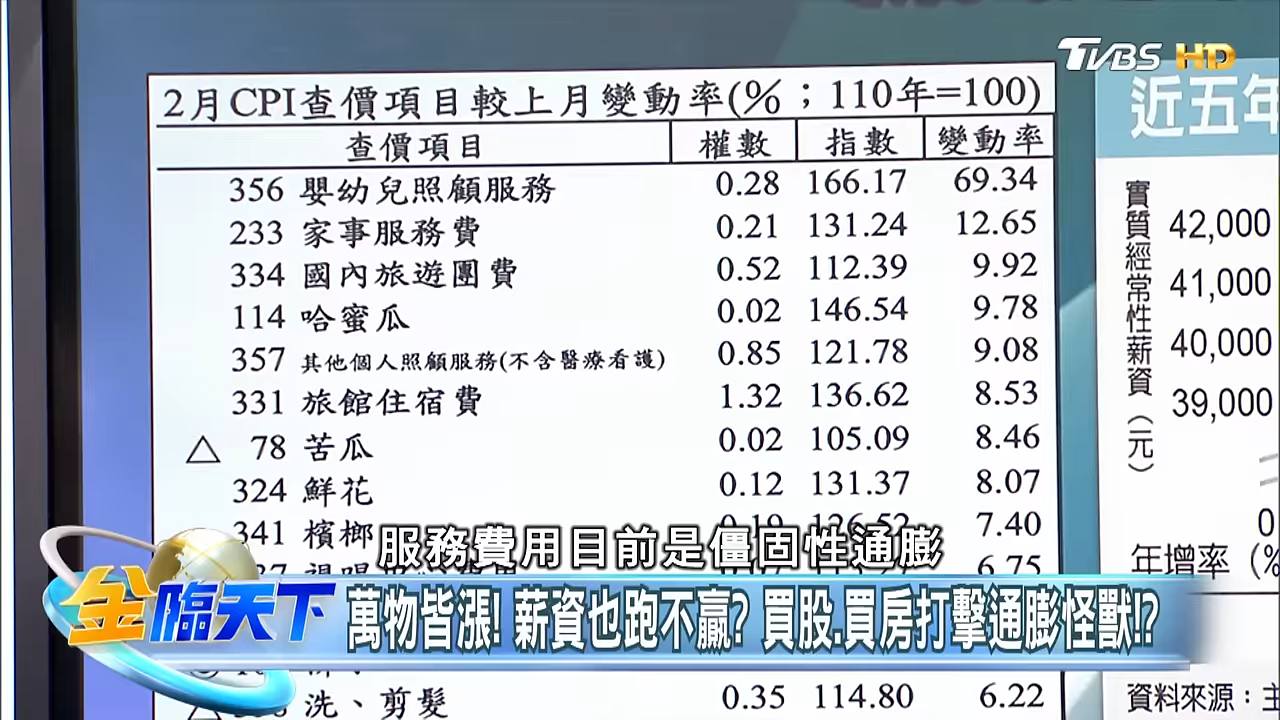 TVBS HD
2月CPI查價項目較上月變動率(%；110年=100)
查價項目 權數 指數 變動率
356 嬰幼兒照顧服務 0.28 166.17 69.34
233 家事服務費 0.21 131.24 12.65
334 國內旅遊團費 0.52 112.39 9.92
114 哈蜜瓜 0.02 146.54 9.78
357 其他個人照顧服務(不含醫療看護) 0.85 121.78 9.08
331 旅館住宿費 1.32 136.62 8.53
△ 78 苦瓜 0.02 105.09 8.46
324 鮮花 0.12 131.37 8.07
341 檳榔 7.40
6.75
洗、剪髮 0.35 114.80 6.22
近五年
實質經常性薪資（元）
42,000
41,000
40,000
39,000
年增率（%
資料來源：主
服務費用目前是僵固性通膨
金臨天下
萬物皆漲! 薪資也跑不贏? 買股.買房打擊通膨怪獸!?